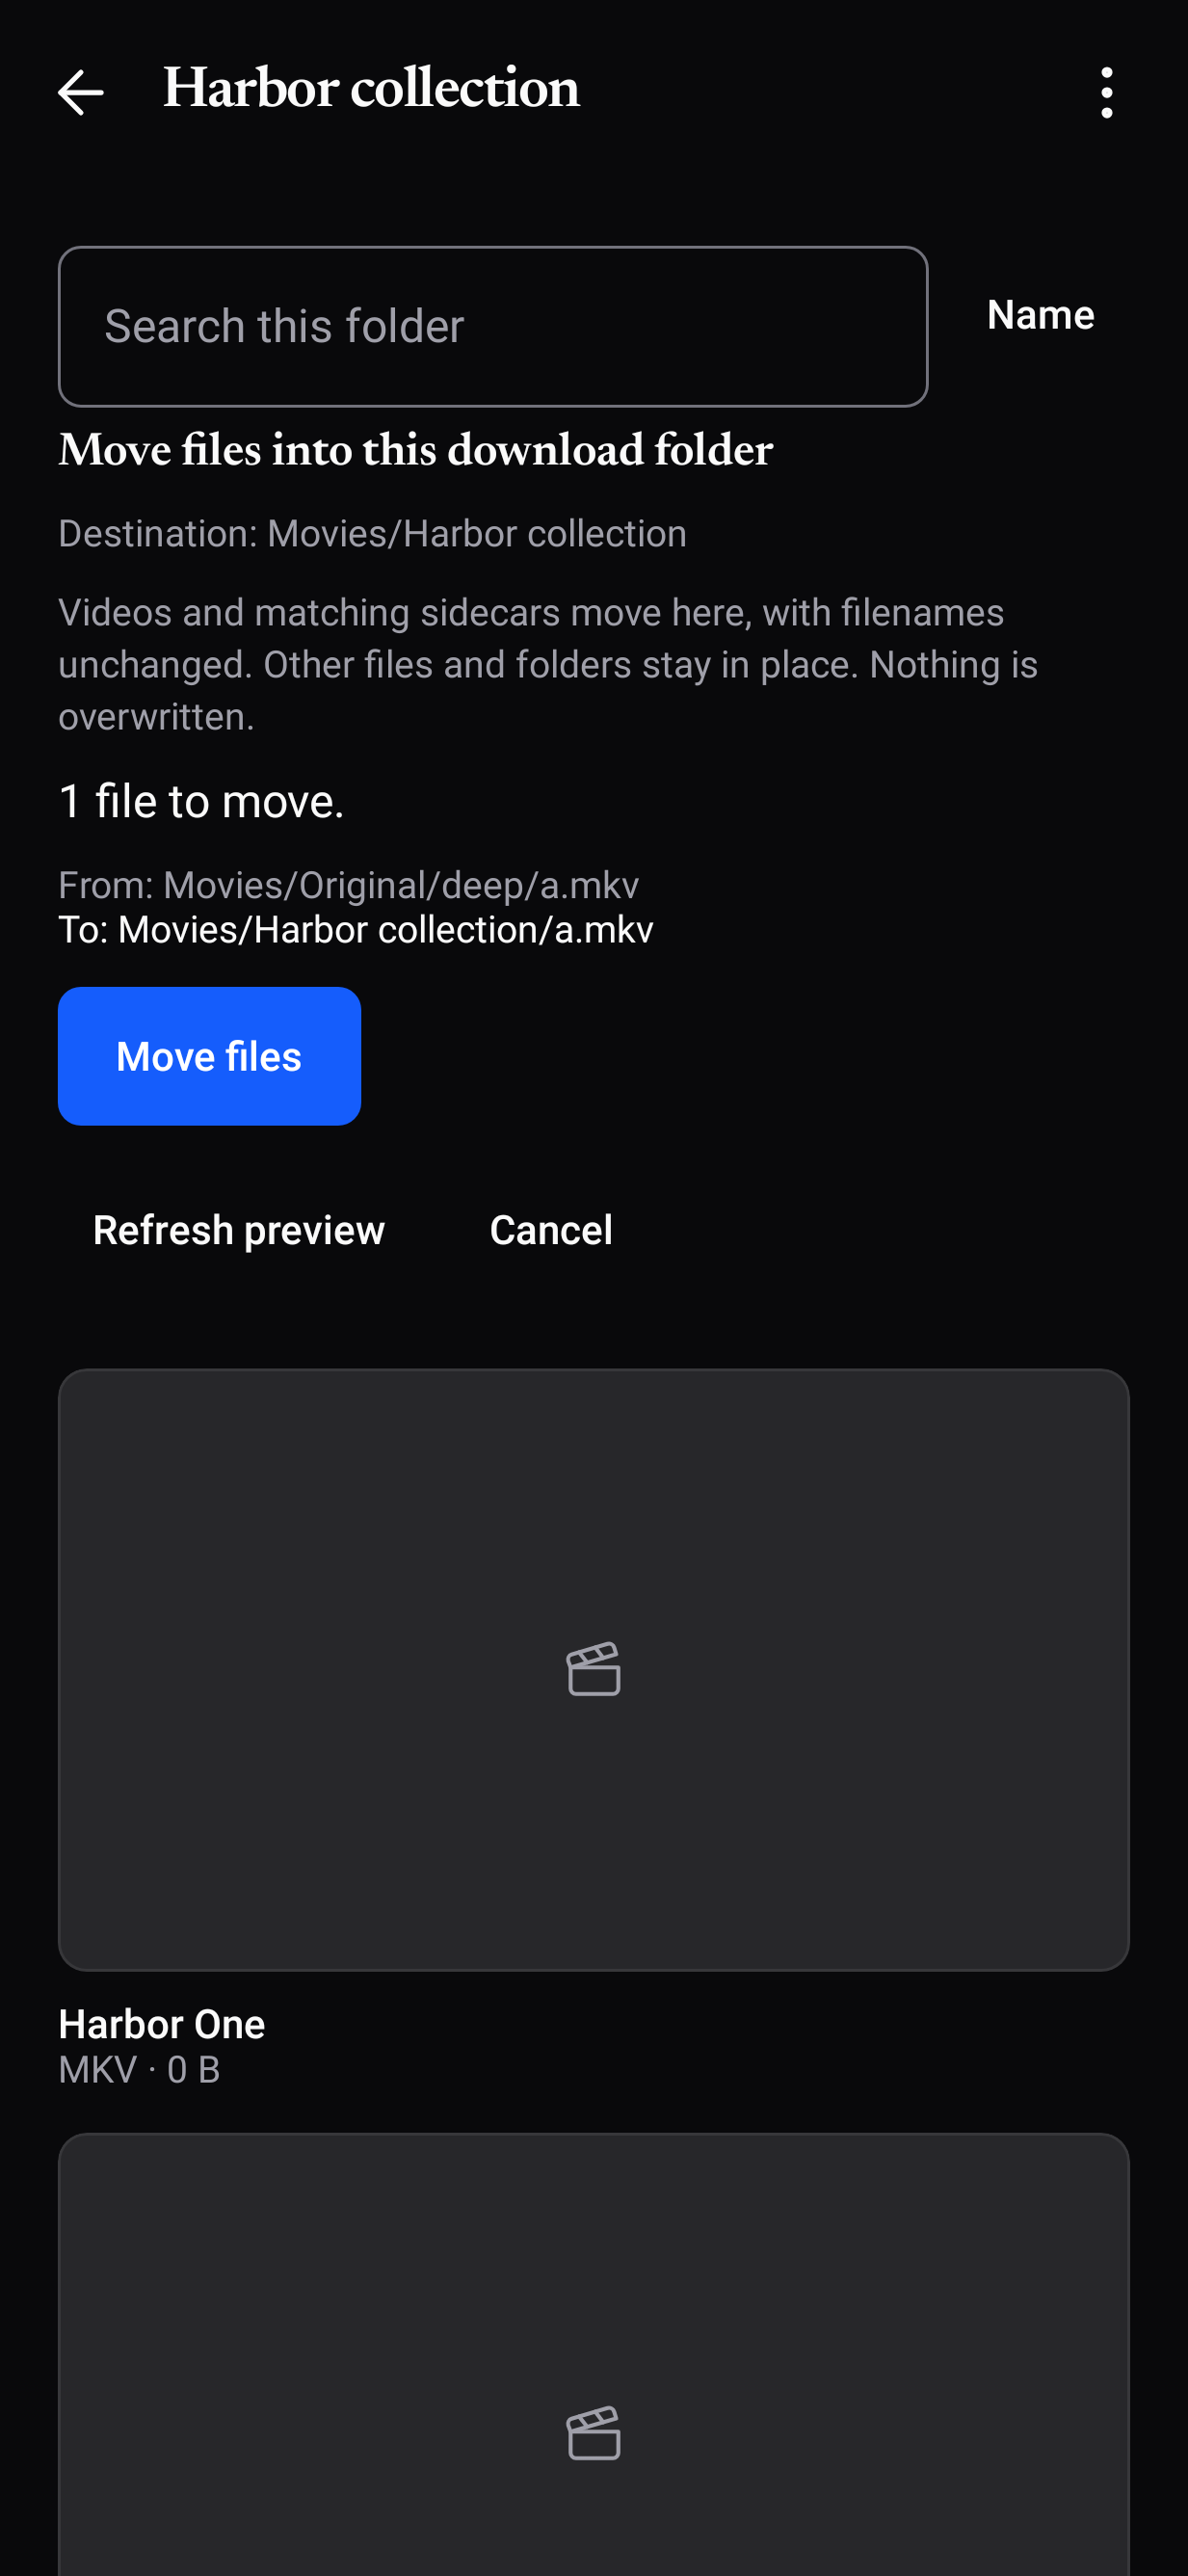 Harbor collection
Search this folder
Name
Move files into this download folder
Destination: Movies/Harbor collection
Videos and matching sidecars move here, with filenames
unchanged. Other files and folders stay in place. Nothing is
overwritten.
1 file to move.
From: Movies/Original/deep/a.mkv
To: Movies/Harbor collection/a.mkv
Move files
Refresh preview
Cancel
Harbor One
MKV · 0 B